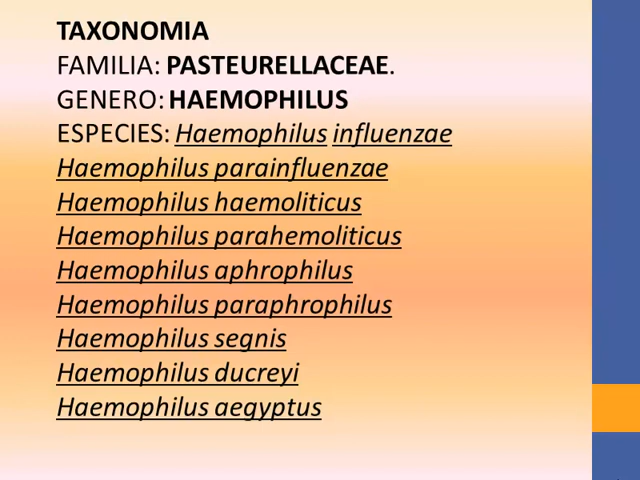 TAXONOMIA
FAMILIA: PASTEURELLACEAE.
GENERO: HAEMOPHILUS
ESPECIES: Haemophilus influenzae
Haemophilus parainfluenzae
Haemophilus haemoliticus
Haemophilus parahemoliticus
Haemophilus aphrophilus
Haemophilus paraphrophilus
Haemophilus segnis
Haemophilus ducreyi
Haemophilus aegyptus